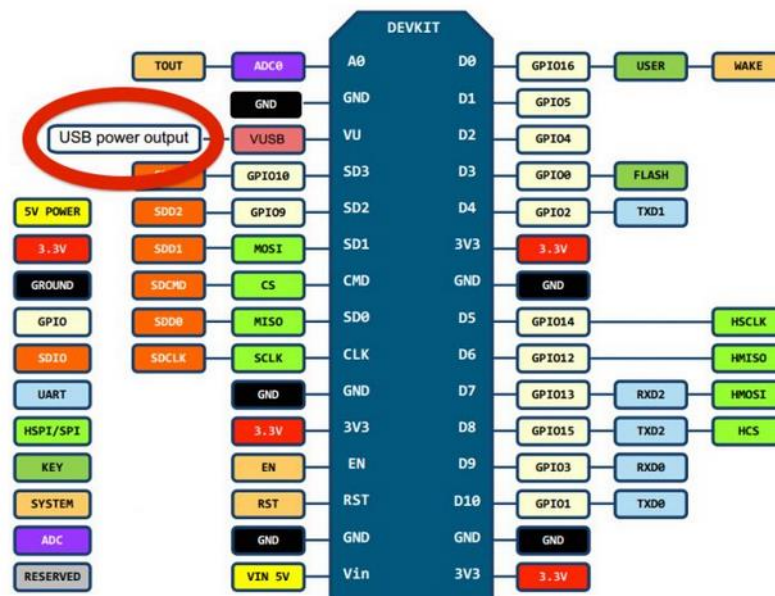 DEVKIT
TOUT ADC0 A0 D0 GPIO16 USER WAKE
GND GND D1 GPIO5
USB power output VUSB VU D2 GPIO4
GPIO10 SD3 D3 GPIO0 FLASH
5V POWER SDD2 GPIO9 SD2 D4 GPIO2 TXD1
3.3V SDD1 MOSI SD1 3V3 3.3V
GROUND SDCMD CS CMD GND GND
GPIO SDD0 MISO SD0 D5 GPIO14 HSCLK
SDIO SDCLK SCLK CLK D6 GPIO12 HMISO
UART GND GND D7 GPIO13 RXD2 HMOSI
HSPI/SPI 3.3V 3V3 D8 GPIO15 TXD2 HCS
KEY EN EN D9 GPIO3 RXD0
SYSTEM RST RST D10 GPIO1 TXD0
ADC GND GND GND GND
RESERVED VIN 5V Vin 3V3 3.3V